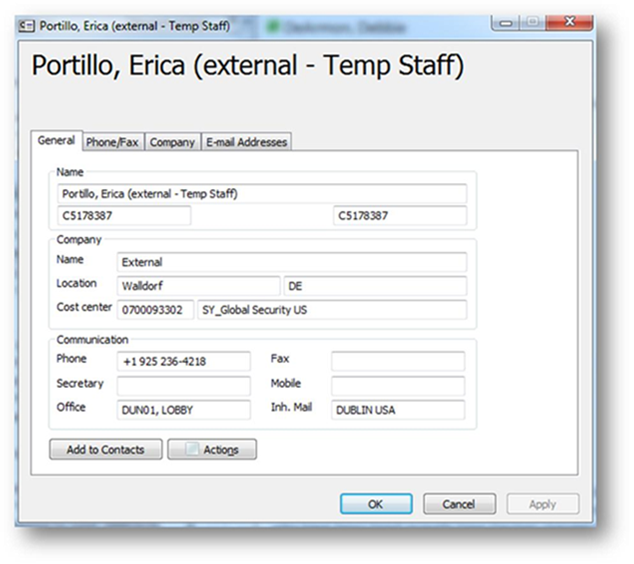 Portillo, Erica (external - Temp Staff)
Portillo, Erica (external - Temp Staff)
General Phone/Fax Company E-mail Addresses
Name
Portillo, Erica (external - Temp Staff)
C5178387 C5178387
Company
Name External
Location Walldorf DE
Cost center 0700093302 SY_Global Security US
Communication
Phone +1 925 236-4218 Fax
Secretary Mobile
Office DUN01, LOBBY Inh. Mail DUBLIN USA
Add to Contacts Actions
OK Cancel Apply